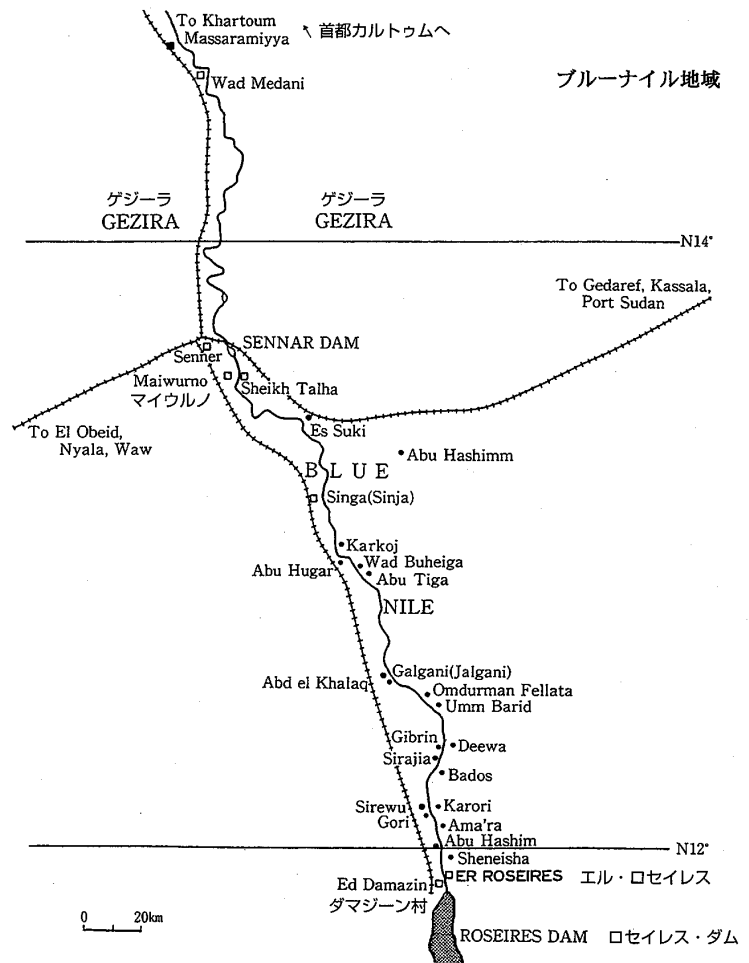 To Khartoum
Massaramiyya
↖ 首都カルトゥムへ
Wad Medani
ブルーナイル地域
ゲジーラ
GEZIRA
ゲジーラ
GEZIRA
N14°
To Gedaref, Kassala,
Port Sudan
SENNAR DAM
Senner
Maiwurno
マイウルノ
Sheikh Talha
Es Suki
To El Obeid,
Nyala, Waw
Abu Hashimm
BLUE
Singa(Sinja)
Karkoj
Wad Buheiga
Abu Hugar
Abu Tiga
NILE
Galgani(Jalgani)
Abd el Khalaq
Omdurman Fellata
Umm Barid
Gibrin
Deewa
Sirajia
Bados
Sirewu
Karori
Gori
Ama'ra
Abu Hashim
N12°
Sheneisha
ER ROSEIRES エル・ロセイレス
Ed Damazin
ダマジーン村
0 20km
ROSEIRES DAM ロセイレス・ダム